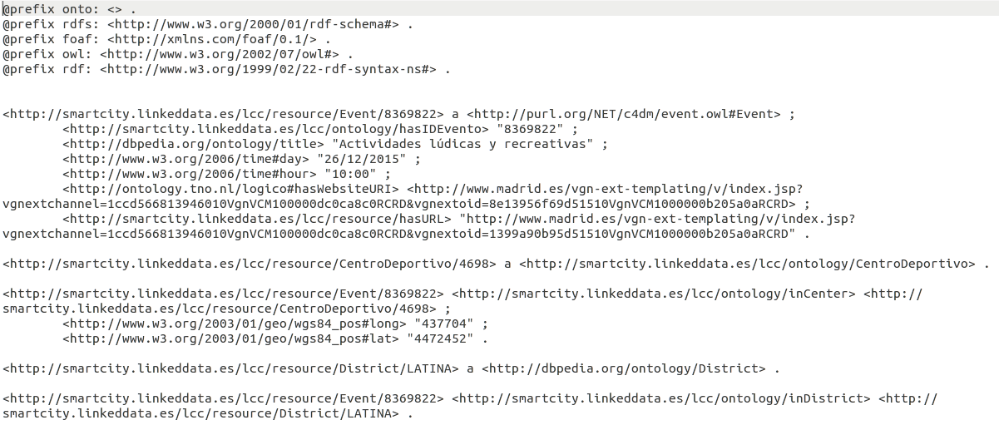 @prefix onto: <> .
@prefix rdfs: <http://www.w3.org/2000/01/rdf-schema#> .
@prefix foaf: <http://xmlns.com/foaf/0.1/> .
@prefix owl: <http://www.w3.org/2002/07/owl#> .
@prefix rdf: <http://www.w3.org/1999/02/22-rdf-syntax-ns#> .
<http://smartcity.linkeddata.es/lcc/resource/Event/8369822> a <http://purl.org/NET/c4dm/event.owl#Event> ;
<http://smartcity.linkeddata.es/lcc/ontology/hasIDEvento> "8369822" ;
<http://dbpedia.org/ontology/title> "Actividades lúdicas y recreativas" ;
<http://www.w3.org/2006/time#day> "26/12/2015" ;
<http://www.w3.org/2006/time#hour> "10:00" ;
<http://ontology.tno.nl/logico#hasWebsiteURI> <http://www.madrid.es/vgn-ext-templating/v/index.jsp?
vgnextchannel=1ccd566813946010VgnVCM100000dc0ca8c0RCRD&vgnextoid=8e13956f69d51510VgnVCM1000000b205a0aRCRD> ;
<http://smartcity.linkeddata.es/lcc/resource/hasURL> "http://www.madrid.es/vgn-ext-templating/v/index.jsp?
vgnextchannel=1ccd566813946010VgnVCM100000dc0ca8c0RCRD&vgnextoid=1399a90b95d51510VgnVCM1000000b205a0aRCRD" .
<http://smartcity.linkeddata.es/lcc/resource/CentroDeportivo/4698> a <http://smartcity.linkeddata.es/lcc/ontology/CentroDeportivo> .
<http://smartcity.linkeddata.es/lcc/resource/Event/8369822> <http://smartcity.linkeddata.es/lcc/ontology/inCenter> <http://
smartcity.linkeddata.es/lcc/resource/CentroDeportivo/4698> ;
<http://www.w3.org/2003/01/geo/wgs84_pos#long> "437704" ;
<http://www.w3.org/2003/01/geo/wgs84_pos#lat> "4472452" .
<http://smartcity.linkeddata.es/lcc/resource/District/LATINA> a <http://dbpedia.org/ontology/District> .
<http://smartcity.linkeddata.es/lcc/resource/Event/8369822> <http://smartcity.linkeddata.es/lcc/ontology/inDistrict> <http://
smartcity.linkeddata.es/lcc/resource/District/LATINA> .